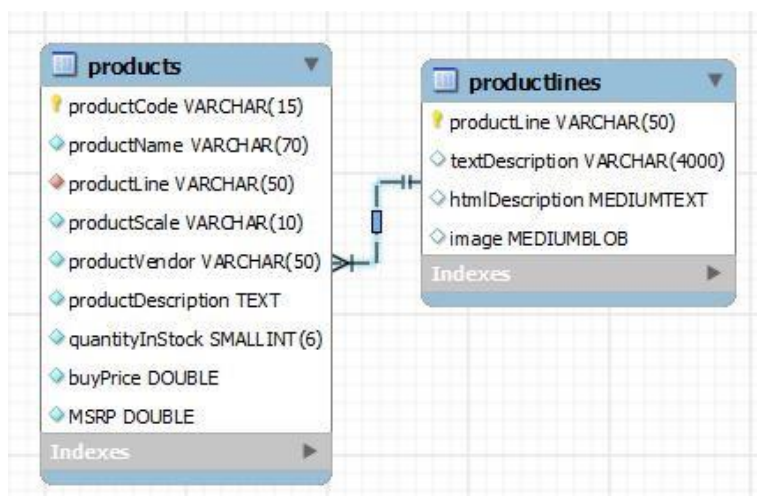 products
productCode VARCHAR(15)
productName VARCHAR(70)
productLine VARCHAR(50)
productScale VARCHAR(10)
productVendor VARCHAR(50)
productDescription TEXT
quantityInStock SMALLINT(6)
buyPrice DOUBLE
MSRP DOUBLE
Indexes
productlines
productLine VARCHAR(50)
textDescription VARCHAR(4000)
htmlDescription MEDIUMTEXT
image MEDIUMBLOB
Indexes